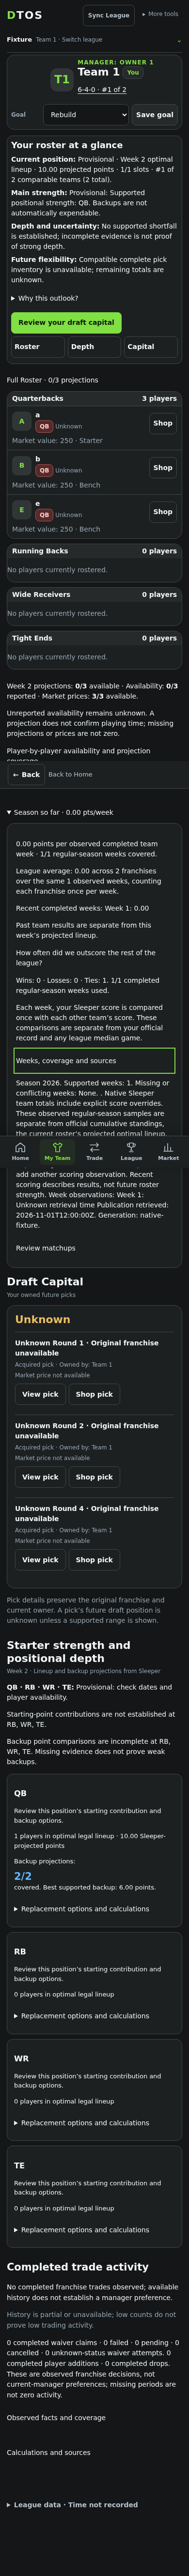 DTOS
Sync League
▸ More tools
Fixture Team 1 · Switch league
T1
MANAGER: OWNER 1
Team 1 You
6-4-0 · #1 of 2
Goal
Rebuild
Save goal
Your roster at a glance
Current position: Provisional · Week 2 optimal
lineup · 10.00 projected points · 1/1 slots · #1 of
2 comparable teams (2 total).
Main strength: Provisional: Supported
positional strength: QB. Backups are not
automatically expendable.
Depth and uncertainty: No supported shortfall
is established; incomplete evidence is not proof
of strong depth.
Future flexibility: Compatible complete pick
inventory is unavailable; remaining totals are
unknown.
▸ Why this outlook?
Review your draft capital
Roster
Depth
Capital
Full Roster · 0/3 projections
Quarterbacks 3 players
A
a
QB Unknown
Shop
Market value: 250 · Starter
B
b
QB Unknown
Shop
Market value: 250 · Bench
E
e
QB Unknown
Shop
Market value: 250 · Bench
Running Backs 0 players
No players currently rostered.
Wide Receivers 0 players
No players currently rostered.
Tight Ends 0 players
No players currently rostered.
Week 2 projections: 0/3 available · Availability: 0/3
reported · Market prices: 3/3 available.
Unreported availability remains unknown. A
projection does not confirm playing time; missing
projections or prices are not zero.
Player-by-player availability and projection
coverage
← Back
Back to Home
▾ Season so far · 0.00 pts/week
0.00 points per observed completed team
week · 1/1 regular-season weeks covered.
League average: 0.00 across 2 franchises
over the same 1 observed weeks, counting
each franchise once per week.
Recent completed weeks: Week 1: 0.00
Past team results are separate from this
week's projected lineup.
How often did we outscore the rest of the
league?
Wins: 0 · Losses: 0 · Ties: 1. 1/1 completed
regular-season weeks used.
Each week, your Sleeper score is compared
once with each other team's score. These
comparisons are separate from your official
record and any league median game.
Weeks, coverage and sources
Season 2026. Supported weeks: 1. Missing or
conflicting weeks: None. . Native Sleeper
team totals include explicit score overrides.
These observed regular-season samples are
separate from official cumulative standings,
the current roster's projected optimal lineup,
Home
My Team
Trade
League
Market
add another scoring observation. Recent
scoring describes past results, not future
roster strength. Week observations: Week 1:
Unknown retrieval time Publication retrieved:
2026-11-01T12:00:00Z. Generation: native-
fixture.
Review matchups
Draft Capital
Your owned future picks
Unknown
Unknown Round 1 · Original franchise
unavailable
Acquired pick · Owned by: Team 1
Market price not available
View pick
Shop pick
Unknown Round 2 · Original franchise
unavailable
Acquired pick · Owned by: Team 1
Market price not available
View pick
Shop pick
Unknown Round 4 · Original franchise
unavailable
Acquired pick · Owned by: Team 1
Market price not available
View pick
Shop pick
Pick details preserve the original franchise and
current owner. A pick's future draft position is
unknown unless a supported range is shown.
Starter strength and
positional depth
Week 2 · Lineup and backup projections from Sleeper
QB · RB · WR · TE: Provisional: check dates and
player availability.
Starting-point contributions are not established at
RB, WR, TE.
Backup point comparisons are incomplete at RB,
WR, TE. Missing evidence does not prove weak
backups.
QB
Review this position's starting contribution and
backup options.
1 players in optimal legal lineup · 10.00 Sleeper-
projected points
Backup projections:
2/2
covered. Best supported backup: 6.00 points.
▸ Replacement options and calculations
RB
Review this position's starting contribution and
backup options.
0 players in optimal legal lineup
▸ Replacement options and calculations
WR
Review this position's starting contribution and
backup options.
0 players in optimal legal lineup
▸ Replacement options and calculations
TE
Review this position's starting contribution and
backup options.
0 players in optimal legal lineup
▸ Replacement options and calculations
Completed trade activity
No completed franchise trades observed; available
history does not establish a manager preference.
History is partial or unavailable; low counts do not
prove low trading activity.
0 completed waiver claims · 0 failed · 0 pending · 0
cancelled · 0 unknown-status waiver attempts. 0
completed player additions · 0 completed drops.
These are observed franchise decisions, not
current-manager preferences; missing periods are
not zero activity.
Observed facts and coverage
Calculations and sources
▸ League data · Time not recorded